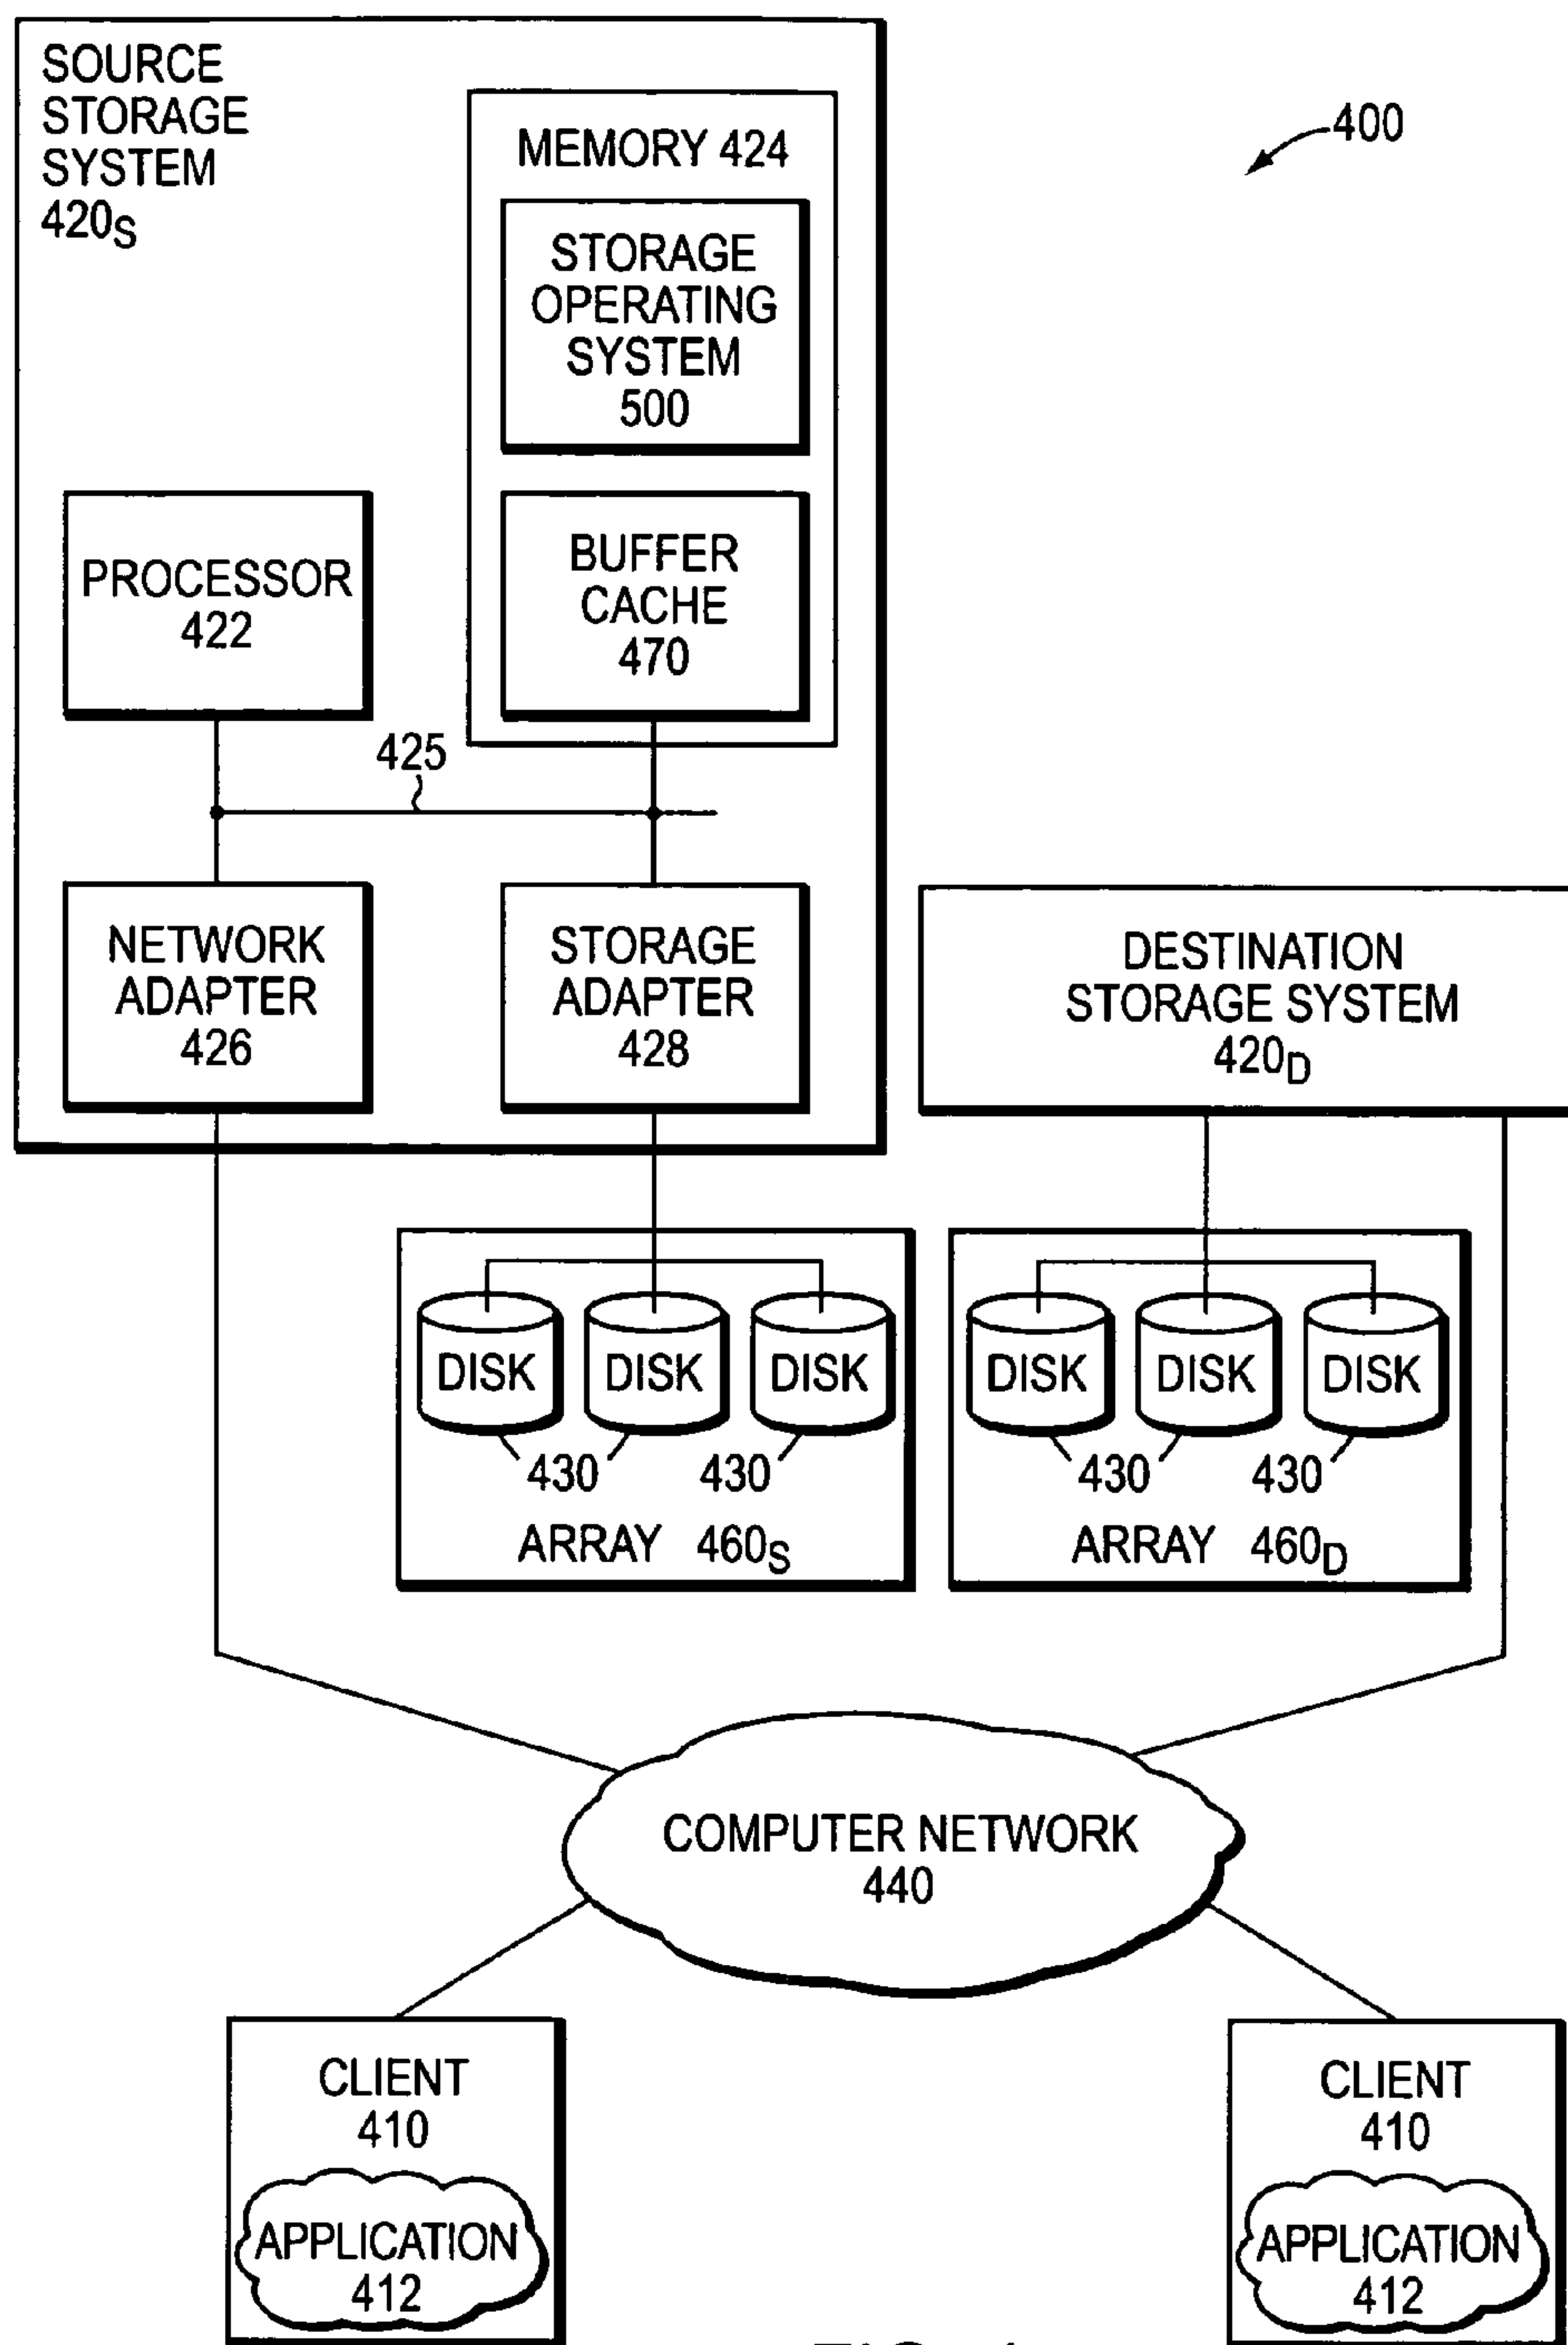 SOURCE
STORAGE
SYSTEM
420S
MEMORY 424
400
STORAGE
OPERATING
SYSTEM
500
PROCESSOR
422
BUFFER
CACHE
470
425
NETWORK
ADAPTER
426
STORAGE
ADAPTER
428
DESTINATION
STORAGE SYSTEM
420D
DISK DISK DISK
430 430
ARRAY 460S
DISK DISK DISK
430 430
ARRAY 460D
COMPUTER NETWORK
440
CLIENT
410
APPLICATION
412
CLIENT
410
APPLICATION
412